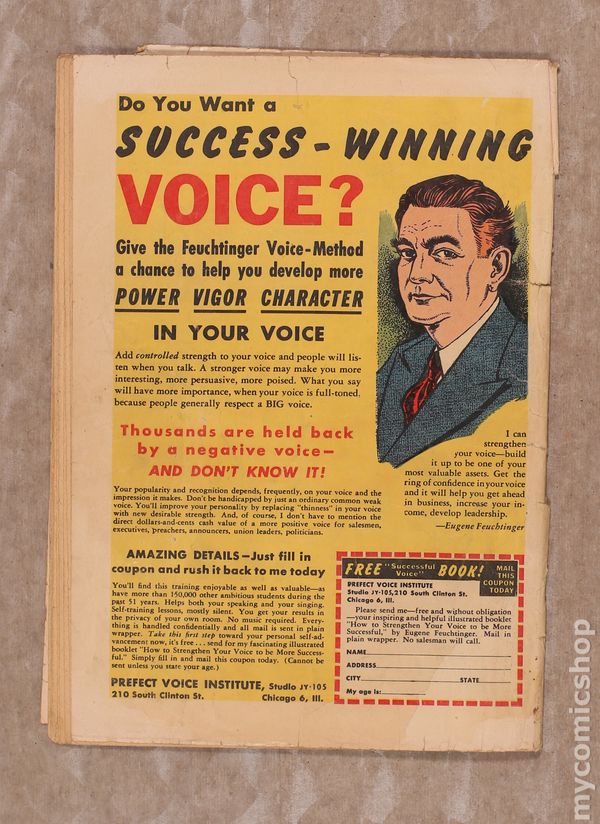 Do You Want a
SUCCESS - WINNING
VOICE?
Give the Feuchtinger Voice-Method
a chance to help you develop more
POWER VIGOR CHARACTER
IN YOUR VOICE
Add controlled strength to your voice and people will lis-
ten when you talk. A stronger voice may make you more
interesting, more persuasive, more poised. What you say
will have more importance, when your voice is full-toned,
because people generally respect a BIG voice.
Thousands are held back
by a negative voice—
AND DON'T KNOW IT!
Your popularity and recognition depends, frequently, on your voice and the
impression it makes. Don't be handicapped by just an ordinary common weak
voice. You'll improve your personality by replacing "thinness" in your voice
with new desirable strength. And, of course, I don't have to mention the
direct dollars-and-cents cash value of a more positive voice for salesmen,
executives, preachers, announcers, union leaders, politicians.
I can
strengthen
your voice—build
it up to be one of your
most valuable assets. Get the
ring of confidence in your voice
and it will help you get ahead
in business, increase your in-
come, develop leadership.
—Eugene Feuchtinger
AMAZING DETAILS—Just fill in
coupon and rush it back to me today
You'll find this training enjoyable as well as valuable—as
have more than 150,000 other ambitious students during the
past 51 years. Helps both your speaking and your singing.
Self-training lessons, mostly silent. You get your results in
the privacy of your own room. No music required. Every-
thing is handled confidentially and all mail is sent in plain
wrapper. Take this first step toward your personal self-ad-
vancement now, it's free . . . send for my fascinating illustrated
booklet "How to Strengthen Your Voice to be More Success-
ful." Simply fill in and mail this coupon today. (Cannot be
sent unless you state your age.)
PREFECT VOICE INSTITUTE, Studio JY-105
210 South Clinton St. Chicago 6, Ill.
FREE "Successful Voice" BOOK! MAIL THIS COUPON TODAY
PREFECT VOICE INSTITUTE
Studio JY-105, 210 South Clinton St.
Chicago 6, Ill.
Please send me—free and without obligation
—your inspiring and helpful illustrated booklet
"How to Strengthen Your Voice to be More
Successful," by Eugene Feuchtinger. Mail in
plain wrapper. No salesman will call.
NAME
ADDRESS
CITY STATE
My age is:
mycomicshop